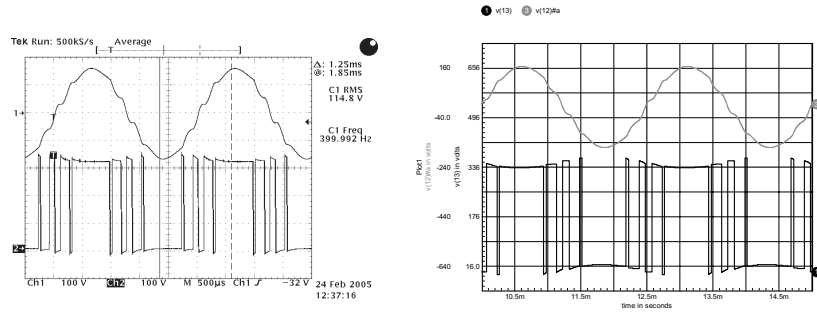 Tek Run: 500kS/s Average
Δ: 1.25ms
@: 1.85ms
C1 RMS
114.8 V
C1 Freq
399.992 Hz
1→
T
T
2→
Ch1 100 V Ch2 100 V M 500µs Ch1 -32 V
24 Feb 2005
12:37:16
1 v(13) 3 v(12)#a
160 656
-40.0 496
-240 336
-440 176
-640 16.0
Plot1
v(12)#a in volts
v(13) in volts
10.5m 11.5m 12.5m 13.5m 14.5m
time in seconds